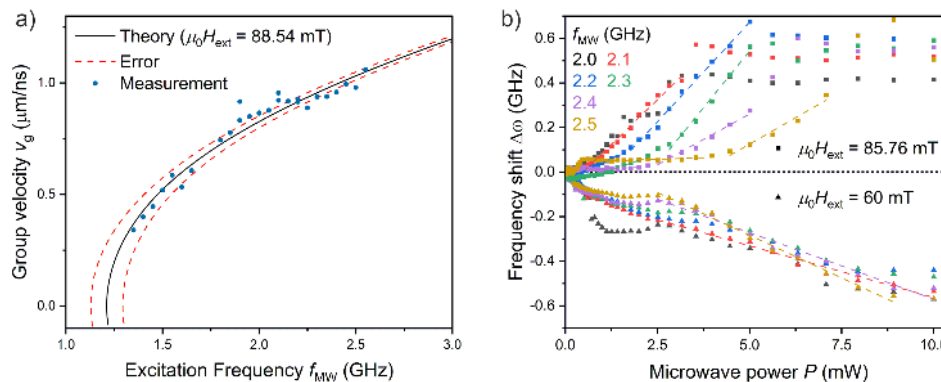 a)
Theory (μ₀Hext = 88.54 mT)
Error
Measurement
Group velocity vg (μm/ns)
1.0
0.5
0.0
1.0 1.5 2.0 2.5 3.0
Excitation Frequency fMW (GHz)
b)
fMW (GHz)
2.0 2.1
2.2 2.3
2.4
2.5
μ₀Hext = 85.76 mT
μ₀Hext = 60 mT
Frequency shift Δω (GHz)
0.6
0.4
0.2
0.0
-0.2
-0.4
-0.6
0.0 2.5 5.0 7.5 10.0
Microwave power P (mW)